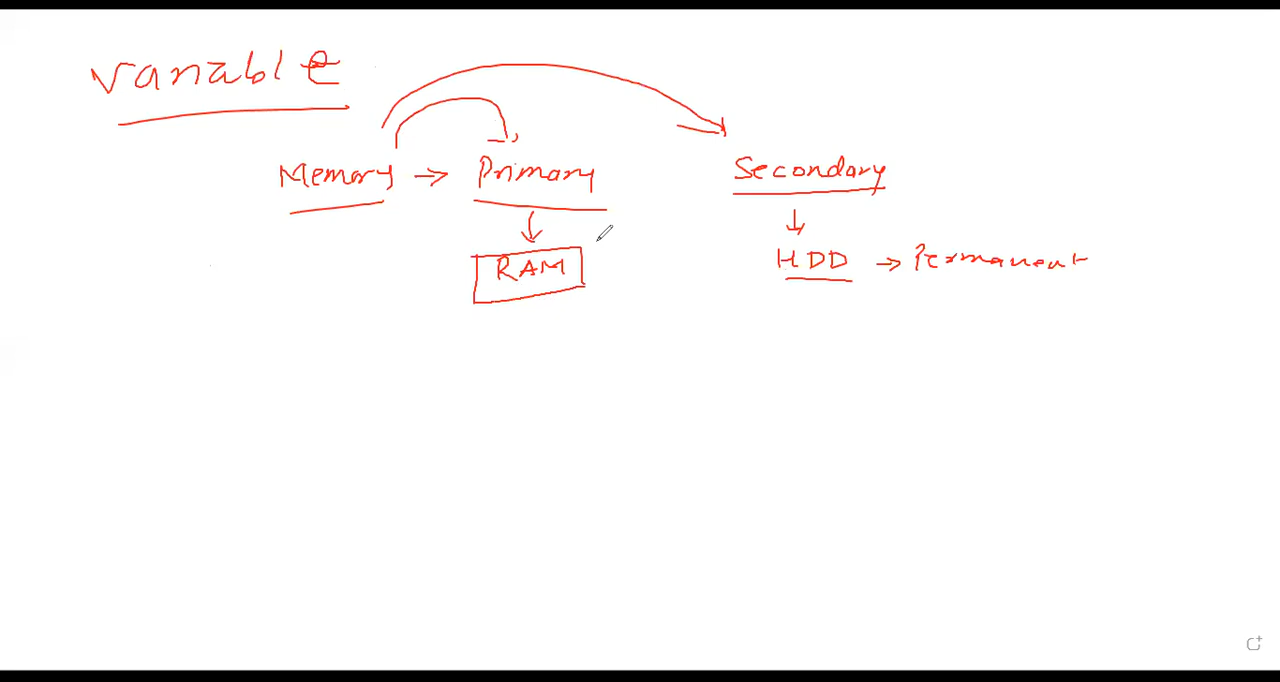 variable
Memory → Primary Secondary
RAM HDD → Permanent